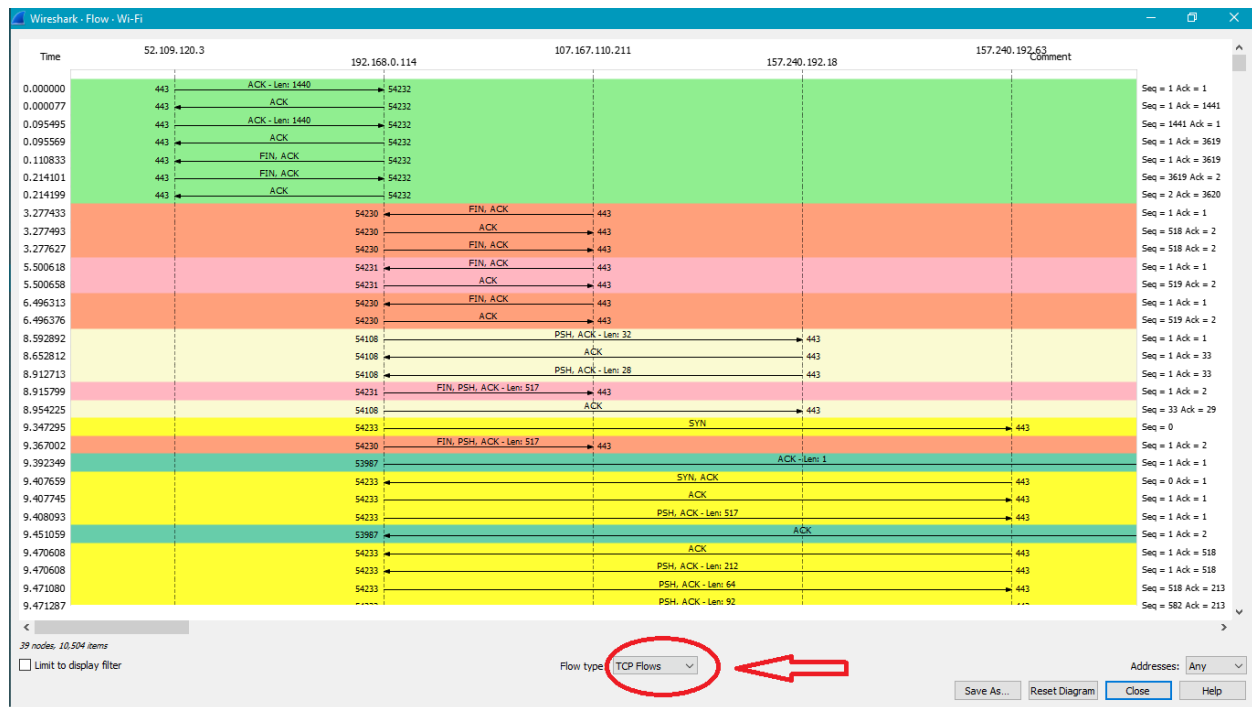 Wireshark · Flow · Wi-Fi
Time 52.109.120.3 192.168.0.114 107.167.110.211 157.240.192.18 157.240.192.63 Comment
0.000000 443 ACK - Len: 1440 54232 Seq = 1 Ack = 1
0.000077 443 ACK 54232 Seq = 1 Ack = 1441
0.095495 443 ACK - Len: 1440 54232 Seq = 1441 Ack = 1
0.095569 443 ACK 54232 Seq = 1 Ack = 3619
0.110833 443 FIN, ACK 54232 Seq = 1 Ack = 3619
0.214101 443 FIN, ACK 54232 Seq = 3619 Ack = 2
0.214199 443 ACK 54232 Seq = 2 Ack = 3620
3.277433 54230 FIN, ACK 443 Seq = 1 Ack = 1
3.277493 54230 ACK 443 Seq = 518 Ack = 2
3.277627 54230 FIN, ACK 443 Seq = 518 Ack = 2
5.500618 54231 FIN, ACK 443 Seq = 1 Ack = 1
5.500658 54231 ACK 443 Seq = 519 Ack = 2
6.496313 54230 FIN, ACK 443 Seq = 1 Ack = 1
6.496376 54230 ACK 443 Seq = 519 Ack = 2
8.592892 54108 PSH, ACK - Len: 32 443 Seq = 1 Ack = 1
8.652812 54108 ACK 443 Seq = 1 Ack = 33
8.912713 54108 PSH, ACK - Len: 28 443 Seq = 1 Ack = 33
8.915799 54231 FIN, PSH, ACK - Len: 517 443 Seq = 1 Ack = 2
8.954225 54108 ACK 443 Seq = 33 Ack = 29
9.347295 54233 SYN 443 Seq = 0
9.367002 54230 FIN, PSH, ACK - Len: 517 443 Seq = 1 Ack = 2
9.392349 53987 ACK - Len: 1 Seq = 1 Ack = 1
9.407659 54233 SYN, ACK 443 Seq = 0 Ack = 1
9.407745 54233 ACK 443 Seq = 1 Ack = 1
9.408093 54233 PSH, ACK - Len: 517 443 Seq = 1 Ack = 1
9.451059 53987 ACK Seq = 1 Ack = 2
9.470608 54233 ACK 443 Seq = 1 Ack = 518
9.470608 54233 PSH, ACK - Len: 212 443 Seq = 1 Ack = 518
9.471080 54233 PSH, ACK - Len: 64 443 Seq = 518 Ack = 213
9.471287 PSH, ACK - Len: 92 Seq = 582 Ack = 213
39 nodes, 10,504 items
Limit to display filter Flow type: TCP Flows Addresses: Any
Save As... Reset Diagram Close Help